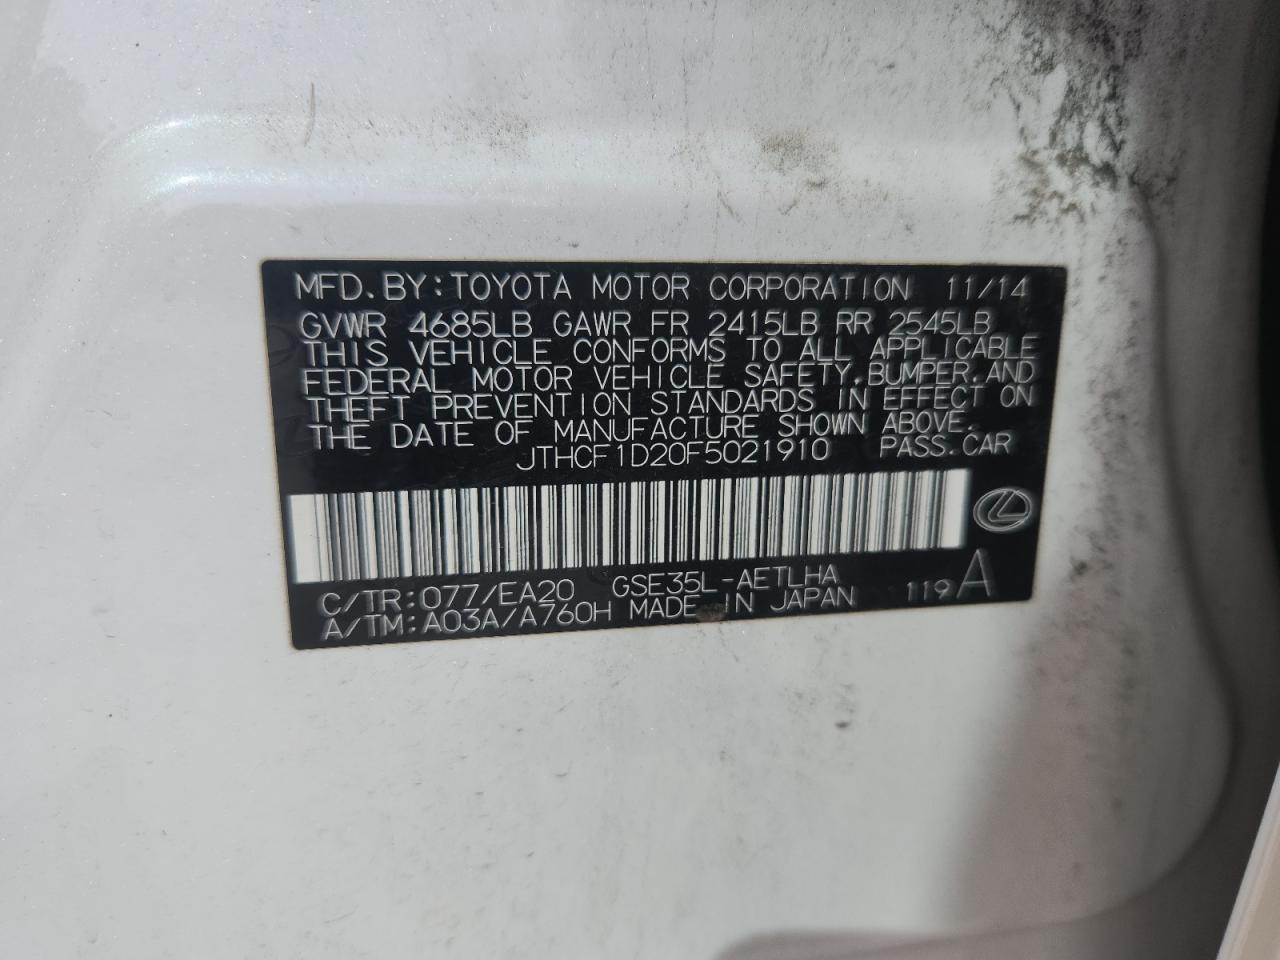 MFD.BY:TOYOTA MOTOR CORPORATION 11/14
GVWR 4685LB GAWR FR 2415LB RR 2545LB
THIS VEHICLE CONFORMS TO ALL APPLICABLE
FEDERAL MOTOR VEHICLE SAFETY,BUMPER,AND
THEFT PREVENTION STANDARDS IN EFFECT ON
THE DATE OF MANUFACTURE SHOWN ABOVE.
JTHCF1D20F5021910 PASS.CAR
C/TR:077/EA20 GSE35L-AETLHA 119A
A/TM:A03A/A760H MADE IN JAPAN